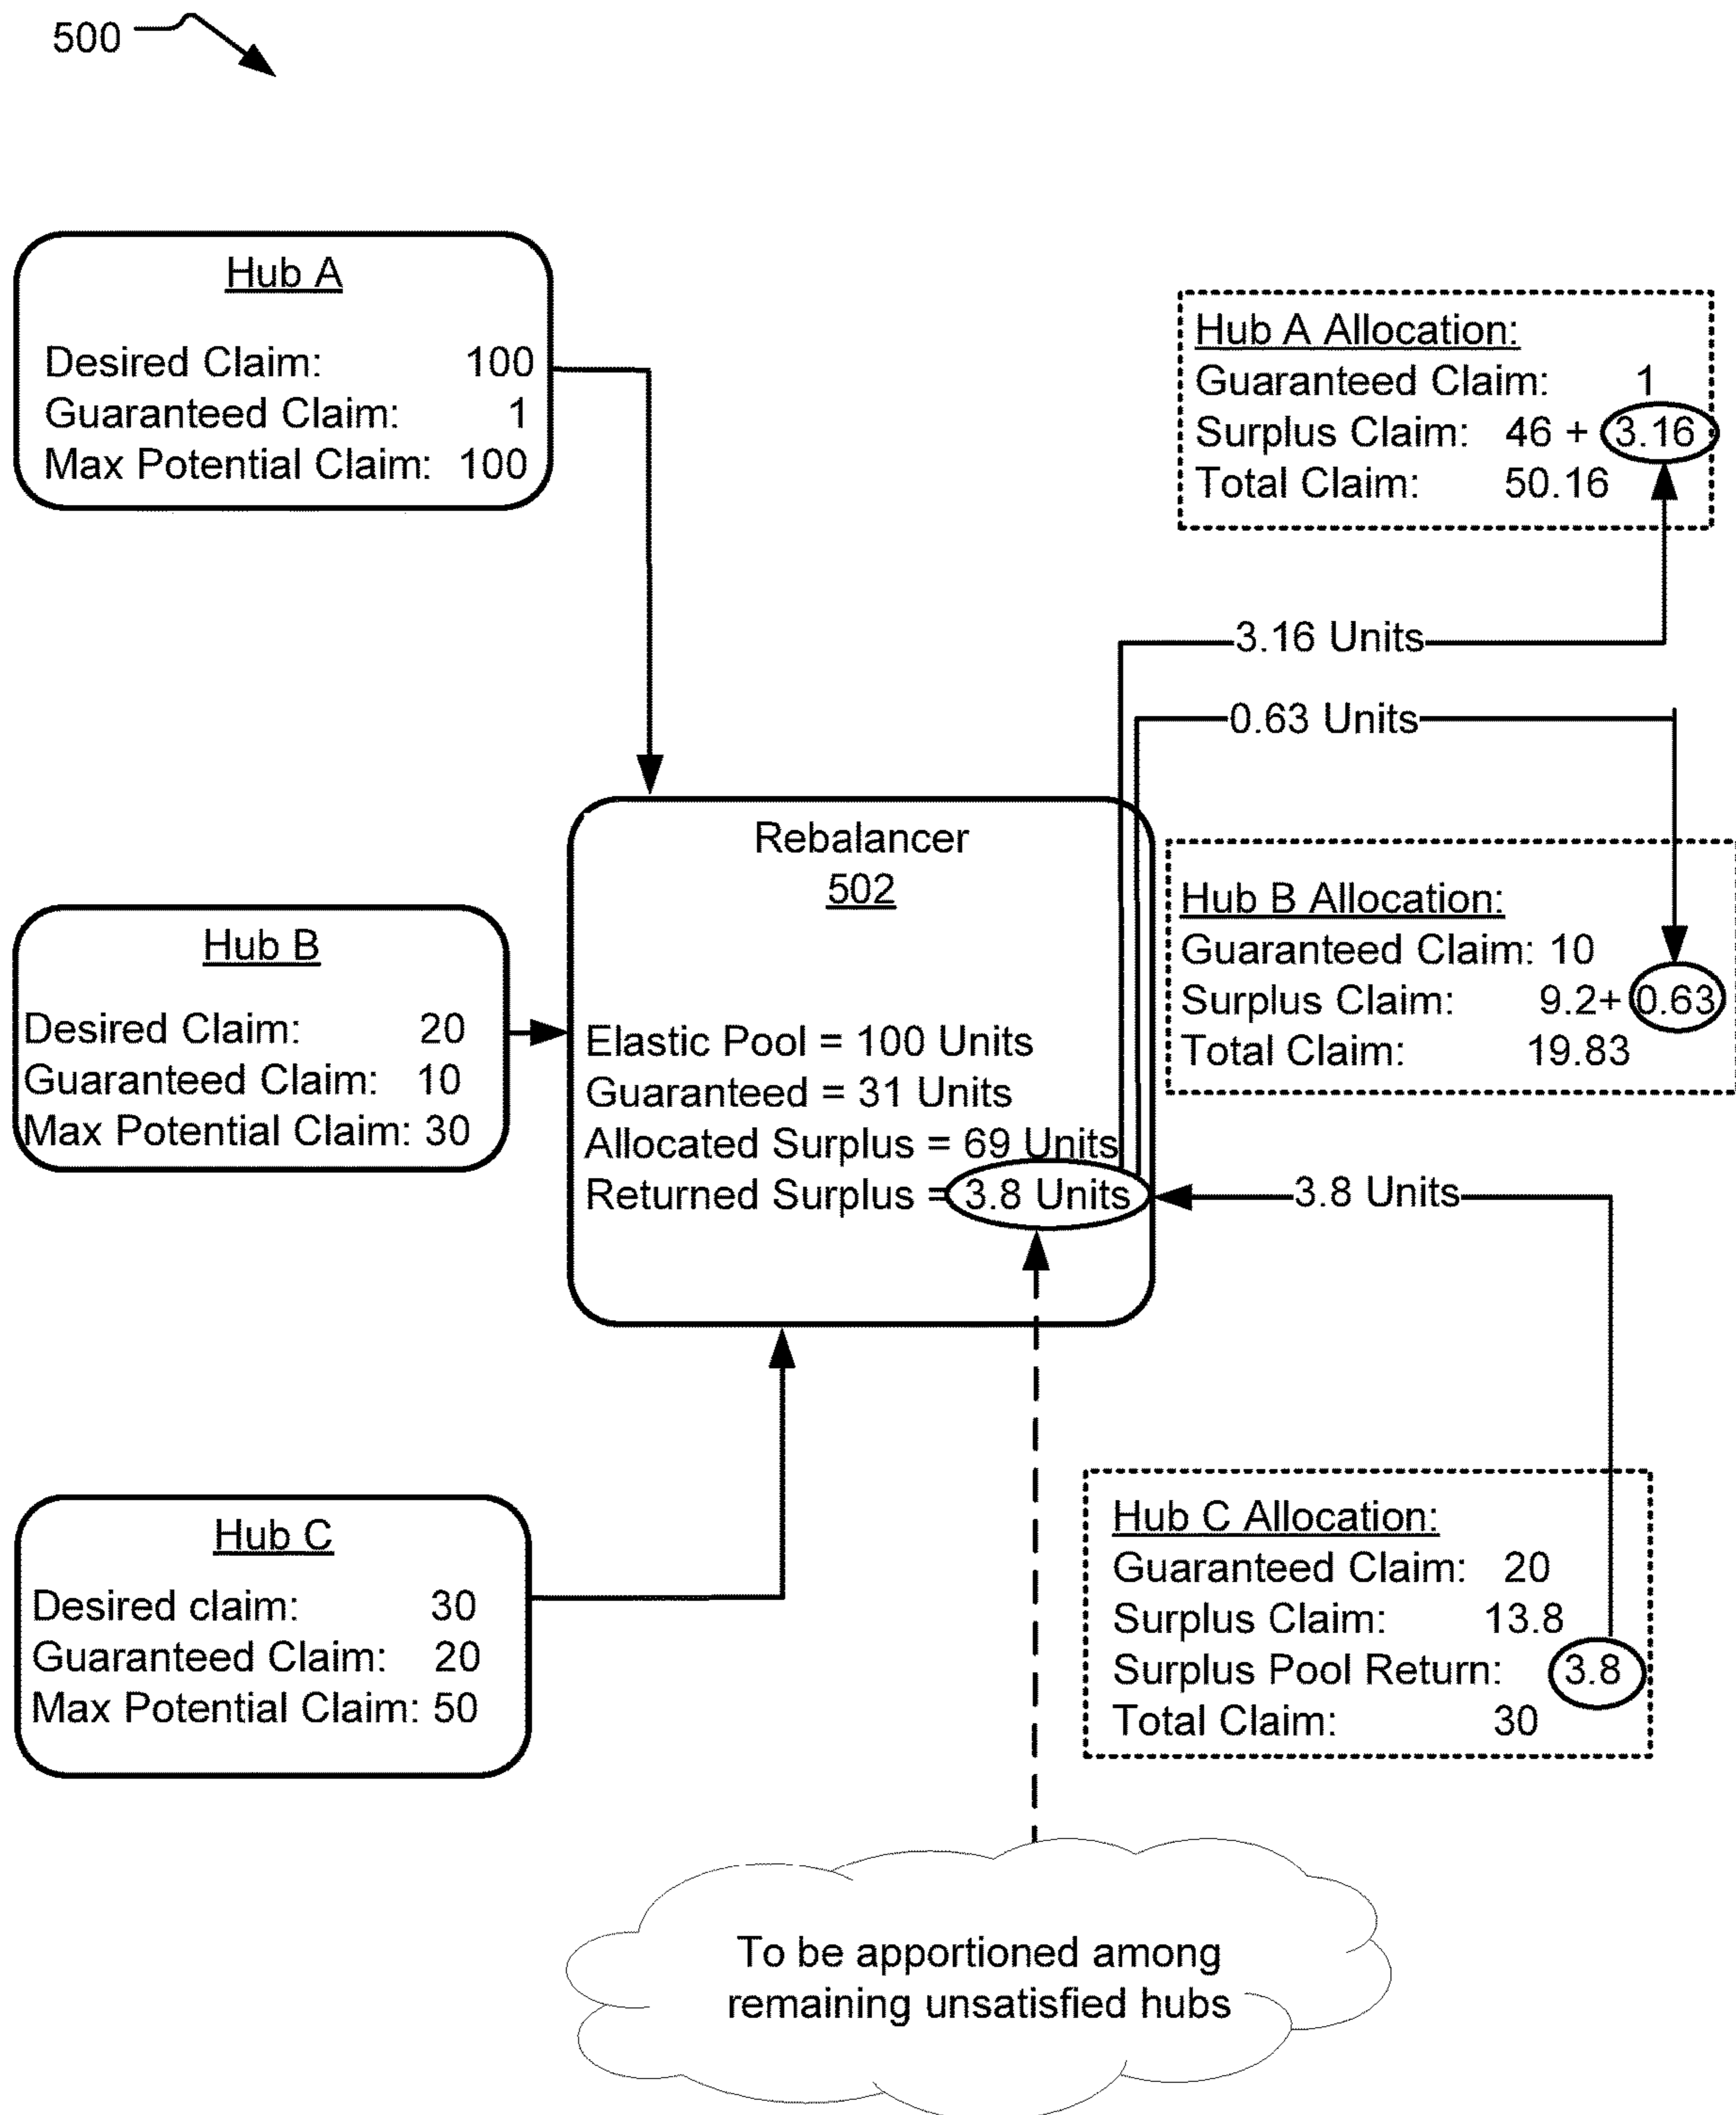 500
Hub A
Desired Claim: 100
Guaranteed Claim: 1
Max Potential Claim: 100
Hub A Allocation:
Guaranteed Claim: 1
Surplus Claim: 46 + 3.16
Total Claim: 50.16
3.16 Units
0.63 Units
Rebalancer
502
Elastic Pool = 100 Units
Guaranteed = 31 Units
Allocated Surplus = 69 Units
Returned Surplus = 3.8 Units
Hub B
Desired Claim: 20
Guaranteed Claim: 10
Max Potential Claim: 30
Hub B Allocation:
Guaranteed Claim: 10
Surplus Claim: 9.2+ 0.63
Total Claim: 19.83
3.8 Units
Hub C
Desired claim: 30
Guaranteed Claim: 20
Max Potential Claim: 50
Hub C Allocation:
Guaranteed Claim: 20
Surplus Claim: 13.8
Surplus Pool Return: 3.8
Total Claim: 30
To be apportioned among
remaining unsatisfied hubs